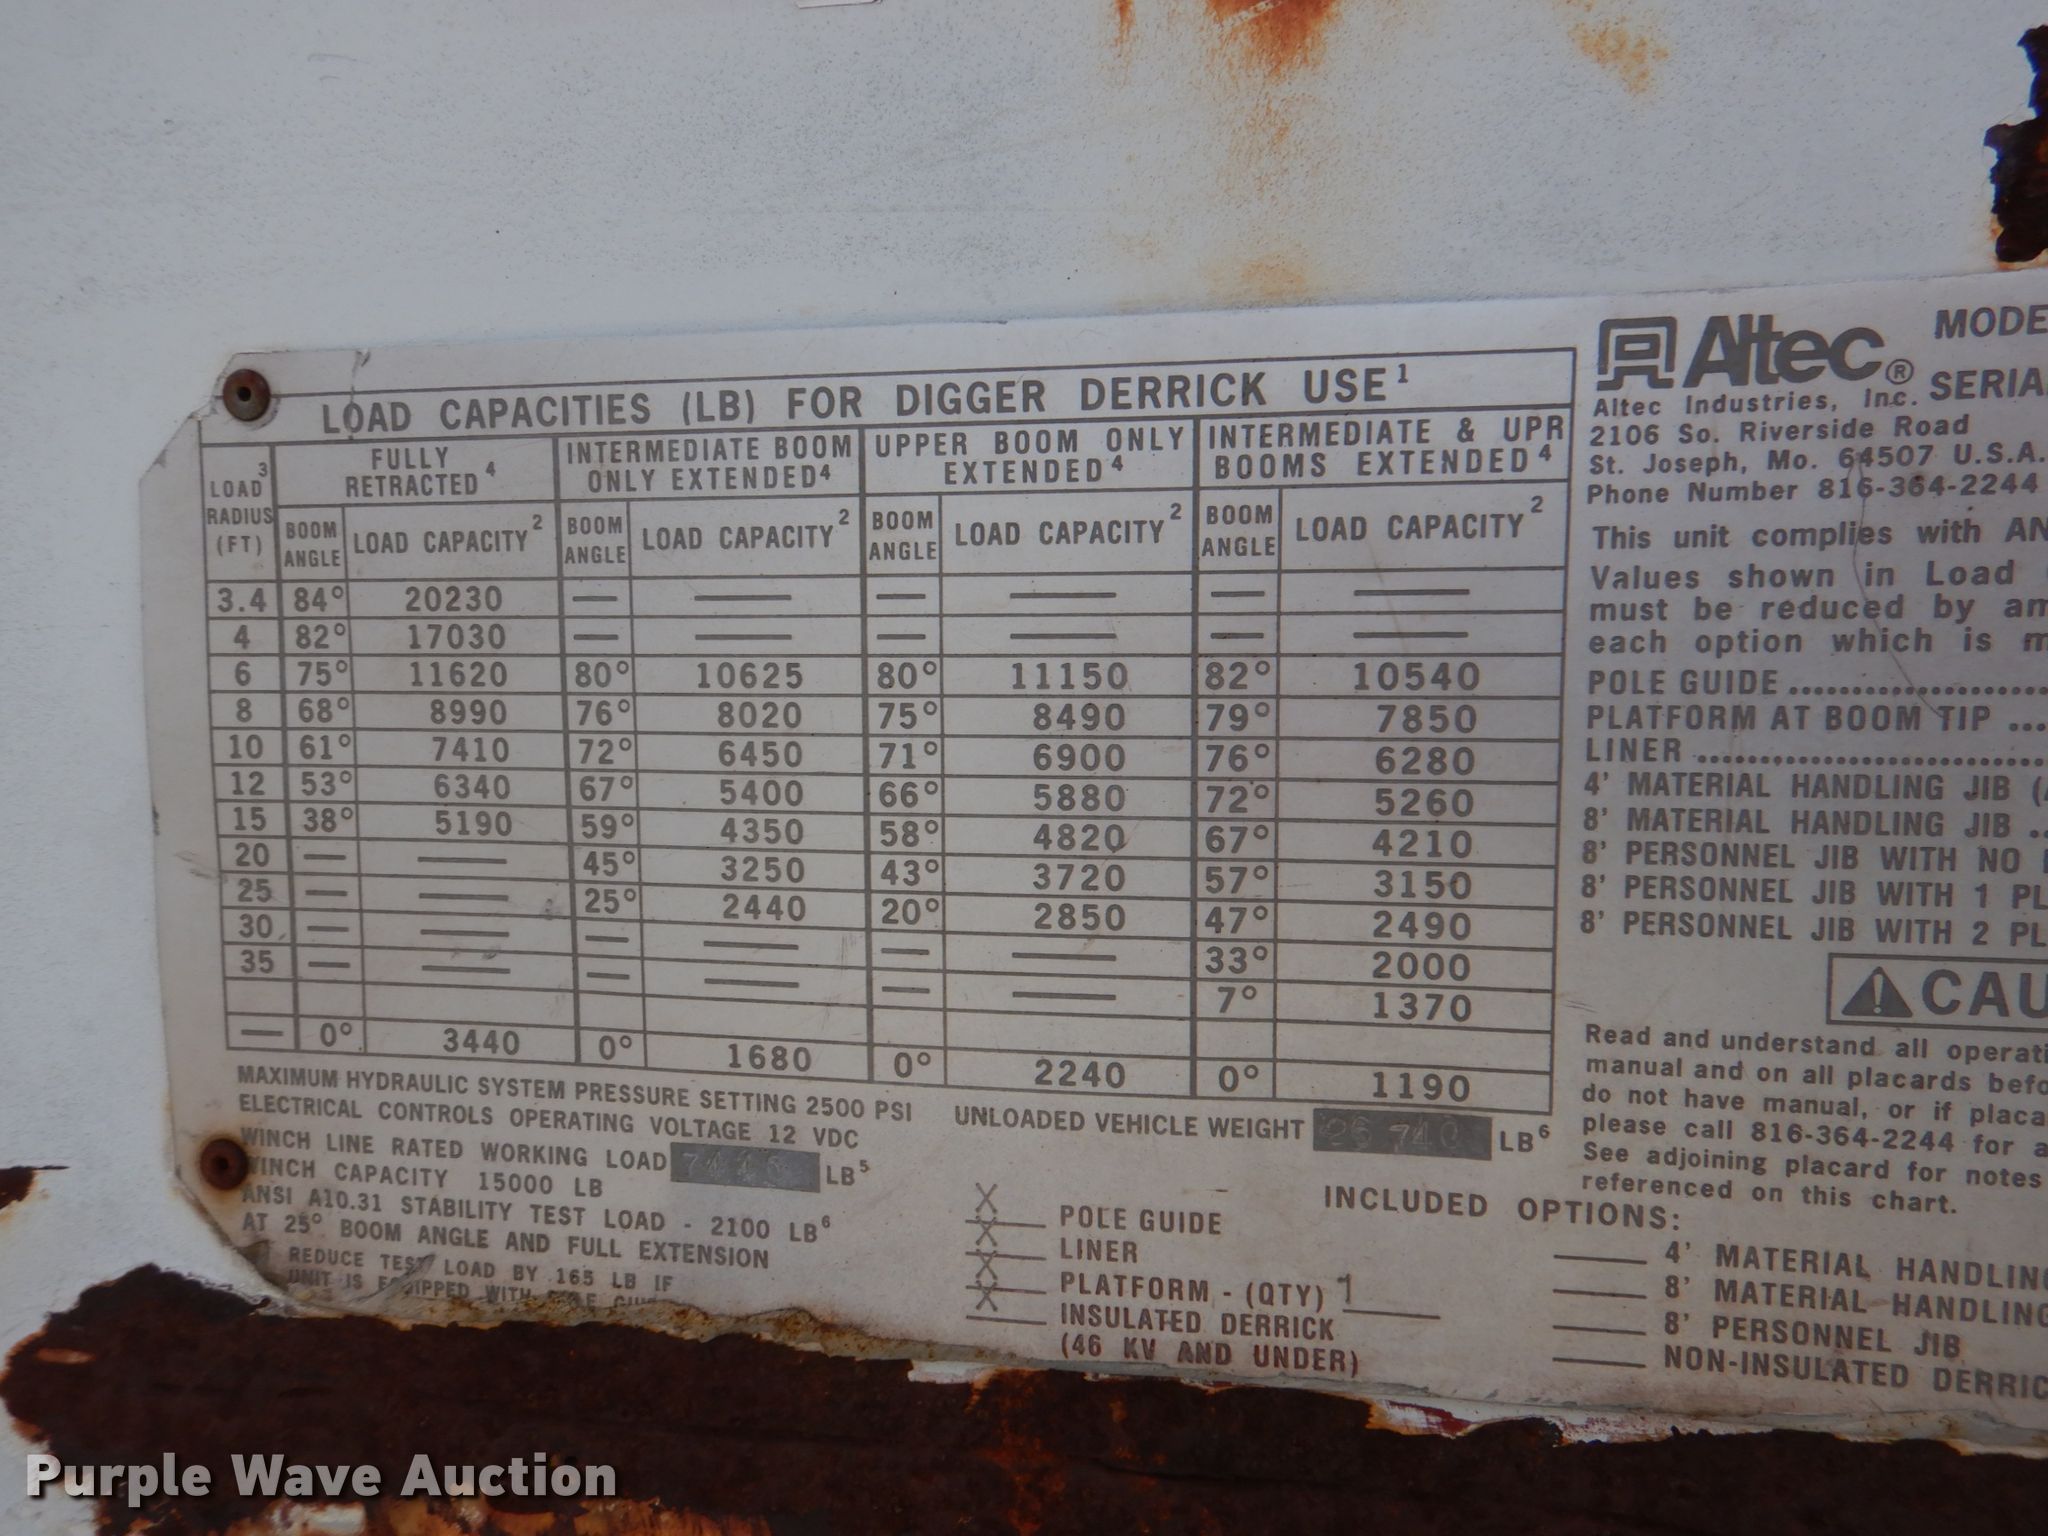 LOAD CAPACITIES (LB) FOR DIGGER DERRICK USE¹
LOAD³ RADIUS (FT)
FULLY RETRACTED⁴
INTERMEDIATE BOOM ONLY EXTENDED⁴
UPPER BOOM ONLY EXTENDED⁴
INTERMEDIATE & UPR BOOMS EXTENDED⁴
BOOM ANGLE LOAD CAPACITY² BOOM ANGLE LOAD CAPACITY² BOOM ANGLE LOAD CAPACITY² BOOM ANGLE LOAD CAPACITY²
3.4 84° 20230 — — — — — —
4 82° 17030 — — — — — —
6 75° 11620 80° 10625 80° 11150 82° 10540
8 68° 8990 76° 8020 75° 8490 79° 7850
10 61° 7410 72° 6450 71° 6900 76° 6280
12 53° 6340 67° 5400 66° 5880 72° 5260
15 38° 5190 59° 4350 58° 4820 67° 4210
20 — — 45° 3250 43° 3720 57° 3150
25 — — 25° 2440 20° 2850 47° 2490
30 — — — — — — 33° 2000
35 — — — — — — 7° 1370
— 0° 3440 0° 1680 0° 2240 0° 1190
MAXIMUM HYDRAULIC SYSTEM PRESSURE SETTING 2500 PSI
ELECTRICAL CONTROLS OPERATING VOLTAGE 12 VDC
WINCH LINE RATED WORKING LOAD LB⁵
WINCH CAPACITY 15000 LB
ANSI A10.31 STABILITY TEST LOAD - 2100 LB⁶
AT 25° BOOM ANGLE AND FULL EXTENSION
REDUCE TEST LOAD BY 165 LB IF
UNIT IS EQUIPPED WITH
UNLOADED VEHICLE WEIGHT LB⁶
INCLUDED OPTIONS:
X POLE GUIDE
X LINER
X PLATFORM - (QTY) 1
X INSULATED DERRICK
(46 KV AND UNDER)
4' MATERIAL HANDLING
8' MATERIAL HANDLING
8' PERSONNEL JIB
NON-INSULATED DERRIC
Altec® MODE
SERIA
Altec Industries, Inc.
2106 So. Riverside Road
St. Joseph, Mo. 64507 U.S.A.
Phone Number 816-364-2244
This unit complies with AN
Values shown in Load
must be reduced by am
each option which is m
POLE GUIDE ....................
PLATFORM AT BOOM TIP ...
LINER ............................
4' MATERIAL HANDLING JIB (
8' MATERIAL HANDLING JIB ..
8' PERSONNEL JIB WITH NO
8' PERSONNEL JIB WITH 1 PL
8' PERSONNEL JIB WITH 2 PL
CAU
Read and understand all operati
manual and on all placards befo
do not have manual, or if placa
please call 816-364-2244 for a
See adjoining placard for notes
referenced on this chart.
Purple Wave Auction